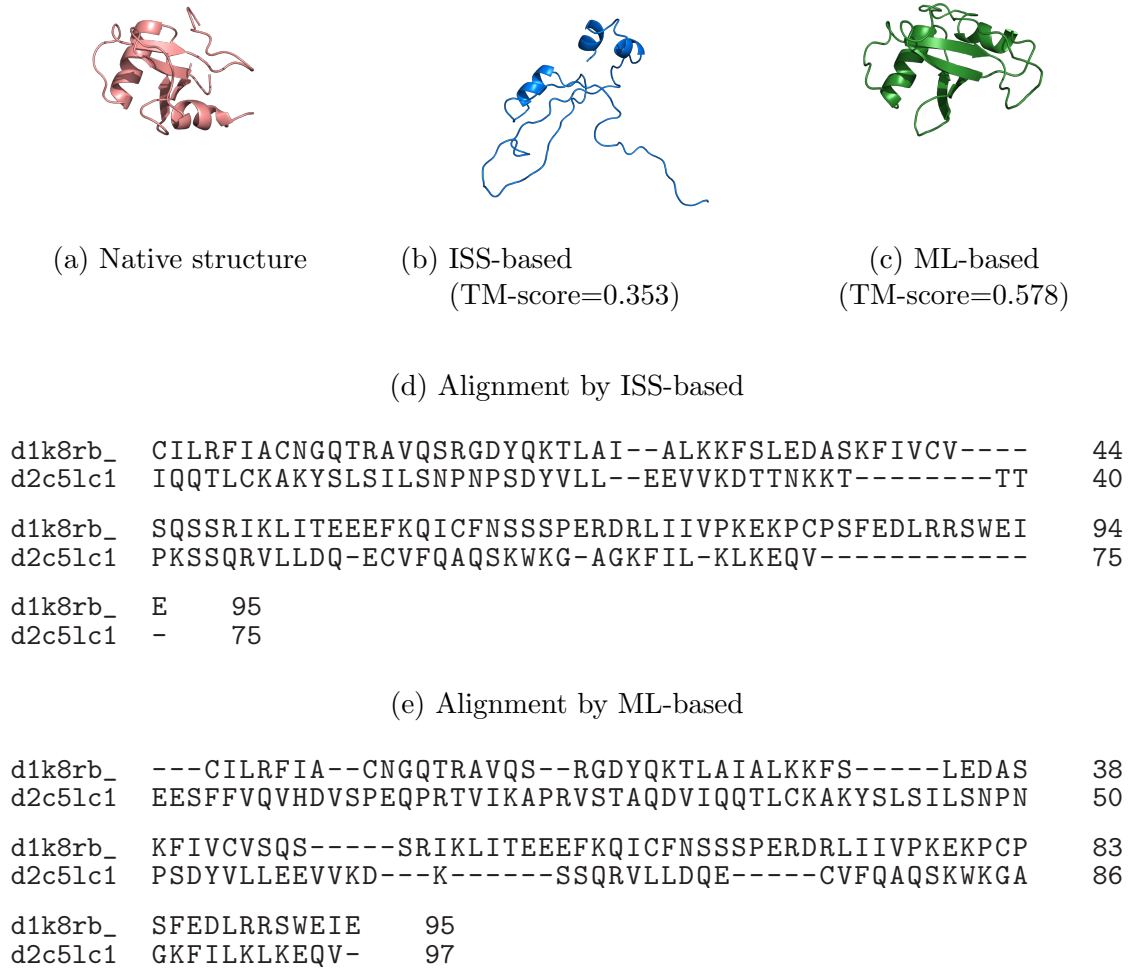 (a) Native structure
(b) ISS-based
(TM-score=0.353)
(c) ML-based
(TM-score=0.578)
(d) Alignment by ISS-based
d1k8rb_ CILRFIACNGQTRAVQSRGDYQKTLAI--ALKKFSLEDASKFIVCV---- 44
d2c5lc1 IQQTLCKAKYSLSILSNPNPSDYVLL--EEVVKDTTNKKT--------TT 40
SQSSRIKLITEEEFKQICFNSSSPERDRLIIVPKEKPCPSFEDLRRSWEI 94
d1k8rb_
d2c5lc1 PKSSQRVLLDQ-ECVFQAQSKWKG-AGKFIL-KLKEQV------------ 75
d1k8rb_ E 95
d2c5lc1 - 75
(e) Alignment by ML-based
d1k8rb_ ---CILRFIA--CNGQTRAVQS--RGDYQKTLAIALKKFS-----LEDAS 38
d2c5lc1 EESFFVQVHDVSPEQPRTVIKAPRVSTAQDVIQQTLCKAKYSLSILSNPN 50
d1k8rb_ KFIVCVSQS-----SRIKLITEEEFKQICFNSSSPERDRLIIVPKEKPCP 83
d2c5lc1 PSDYVLLEEVVKD---K------SSQRVLLDQE-----CVFQAQSKWKGA 86
d1k8rb_ SFEDLRRSWEIE 95
d2c5lc1 GKFILKLKEQV- 97